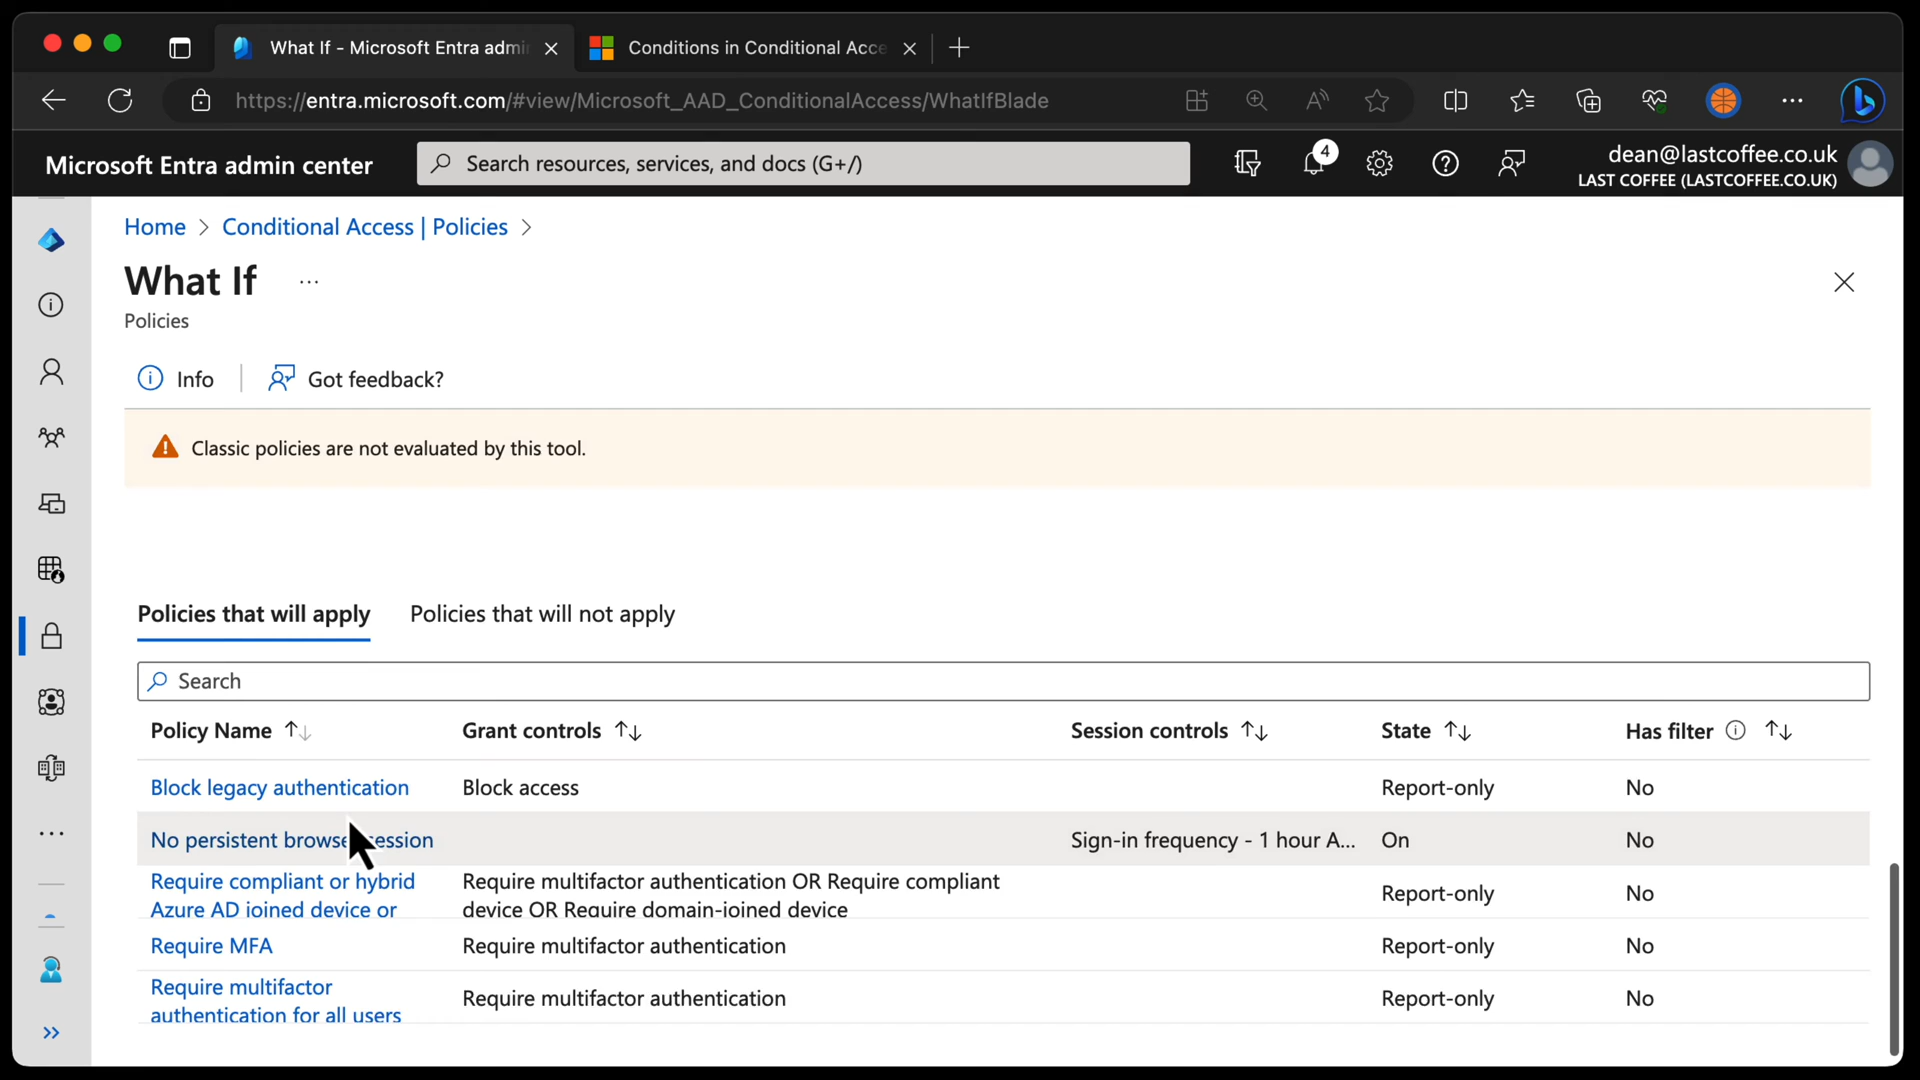 What If - Microsoft Entra admi
Conditions in Conditional Acce
https://entra.microsoft.com/#view/Microsoft_AAD_ConditionalAccess/WhatIfBlade
Microsoft Entra admin center
Search resources, services, and docs (G+/)
4
dean@lastcoffee.co.uk
LAST COFFEE (LASTCOFFEE.CO.UK)
Home > Conditional Access | Policies >
What If ...
Policies
Info
Got feedback?
Classic policies are not evaluated by this tool.
Policies that will apply
Policies that will not apply
Search
Policy Name
Grant controls
Session controls
State
Has filter
Block legacy authentication
Block access
Report-only
No
No persistent browse ession
Sign-in frequency - 1 hour A...
On
No
Require compliant or hybrid
Azure AD joined device or
Require multifactor authentication OR Require compliant
device OR Require domain-joined device
Report-only
No
Require MFA
Require multifactor authentication
Report-only
No
Require multifactor
authentication for all users
Require multifactor authentication
Report-only
No